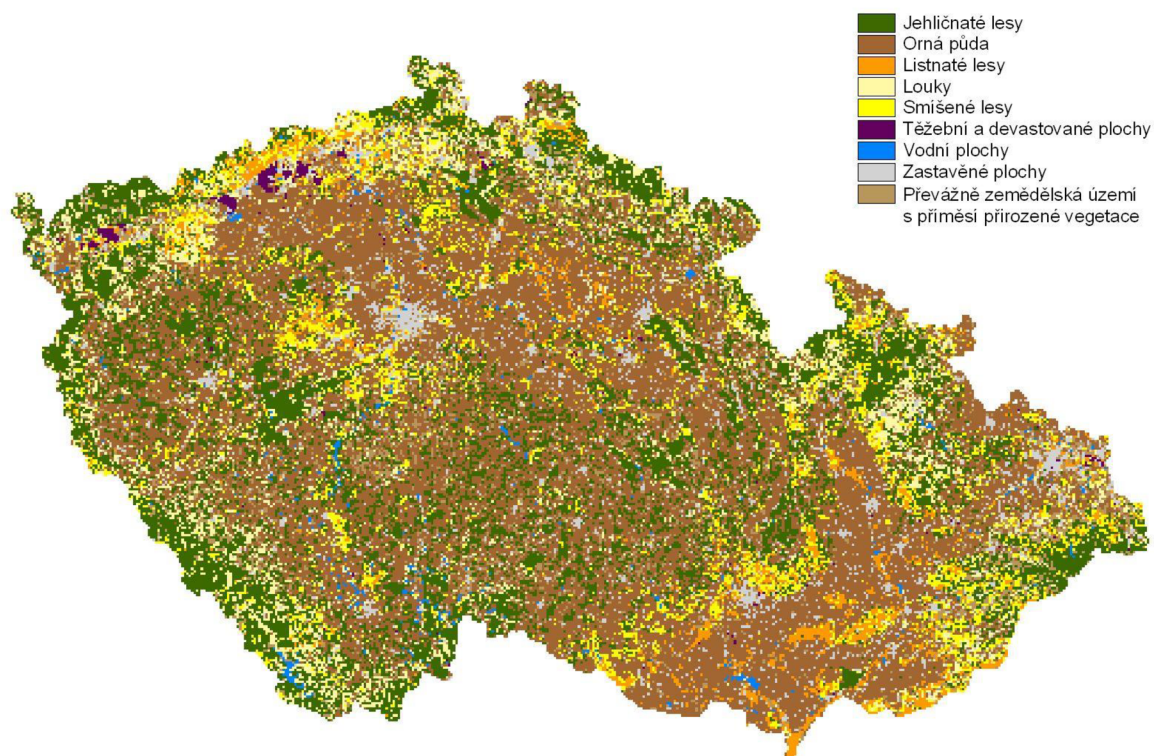 Jehličnaté lesy
Orná půda
Listnaté lesy
Louky
Smíšené lesy
Těžební a devastované plochy
Vodní plochy
Zastavěné plochy
Převážně zemědělská území
s příměsí přirozené vegetace